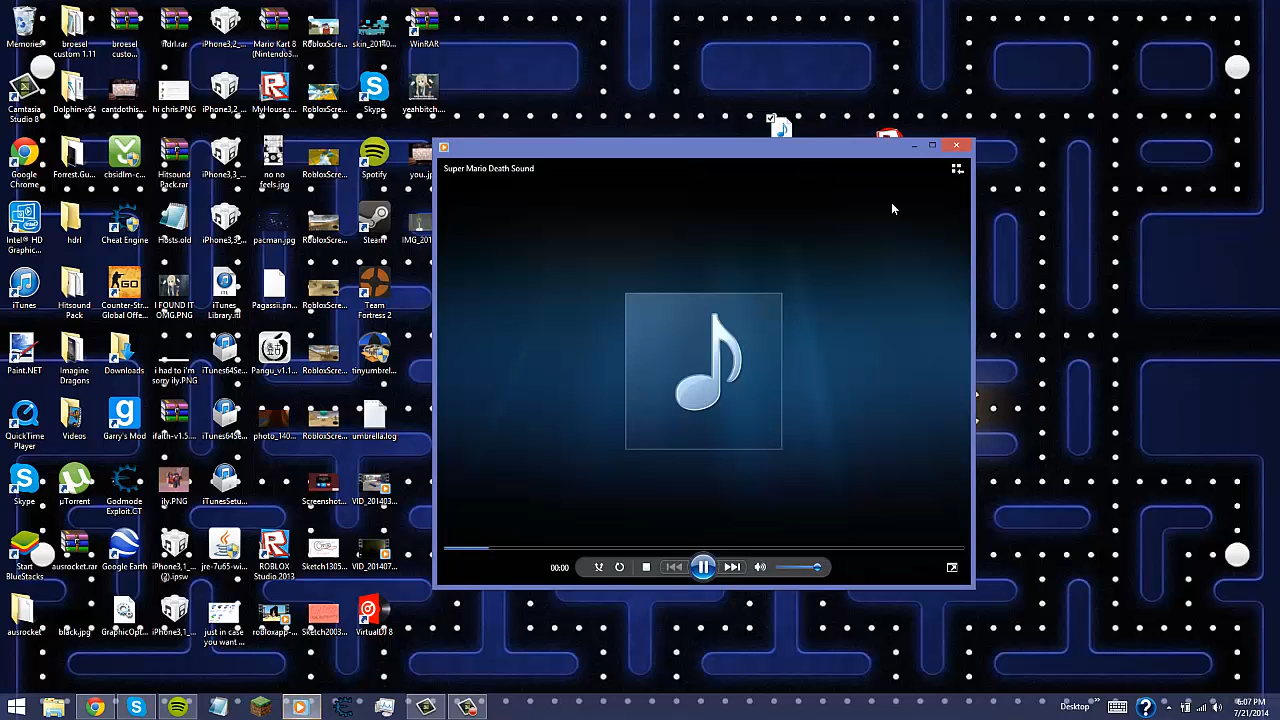 Memories
broesel custom 1.11
broesel custo...
hdrl.rar
iPhone3,2_...
Mario Kart 8 (Nintendo3...
RobloxScre...
skin_20140...
WinRAR
Camtasia Studio 8
Dolphin-x64
cantdothis....
hi chris.PNG
iPhone3,2_...
MyHouse.r...
RobloxScre...
Skype
yeahbitch....
Google Chrome
Forrest.Gu...
cbsidlm-c...
Hitsound Pack.rar
iPhone3,3_...
no no feels.jpg
RobloxScre...
Spotify
you..jp
Super Mario Death Sound
Intel® HD Graphic...
hdrl
Cheat Engine
Hosts.old
iPhone3,3_...
pacman.jpg
RobloxScre...
Steam
IMG_201
iTunes
Hitsound Pack
Counter-Str... Global Offe...
I FOUND IT OMG.PNG
iTunes Library.itl
Pagassii.pn...
RobloxScre...
Team Fortress 2
Paint.NET
Imagine Dragons
Downloads
i had to i'm sorry ily.PNG
iTunes64Se...
Pangu_v1.1...
RobloxScre...
tinyumbrel...
QuickTime Player
Videos
Garry's Mod
ifaith-v1.5....
iTunes64Se...
photo_140...
RobloxScre...
umbrella.log
Skype
µTorrent
Godmode Exploit.CT
ily.PNG
iTunesSetu...
Screenshot...
VID_201403...
Start BlueStacks
ausrocket.rar
Google Earth
iPhone3,1_... (2).ipsw
jre-7u65-wi...
ROBLOX Studio 2013
Sketch1305...
VID_201407...
00:00
ausrocket
black.jpg
GraphicOpt...
iPhone3,1_...
just in case you want ...
robloxapp-...
Sketch2003...
VirtualDJ 8
Desktop
6:07 PM
7/21/2014